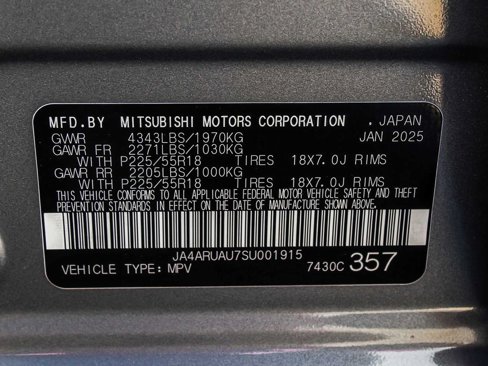 MFD.BY MITSUBISHI MOTORS CORPORATION . JAPAN
GVWR 4343LBS/1970KG JAN 2025
GAWR FR 2271LBS/1030KG
WITH P225/55R18 TIRES 18X7.0J RIMS
GAWR RR 2205LBS/1000KG
WITH P225/55R18 TIRES 18X7.0J RIMS
THIS VEHICLE CONFORMS TO ALL APPLICABLE FEDERAL MOTOR VEHICLE SAFETY AND THEFT
PREVENTION STANDARDS IN EFFECT ON THE DATE OF MANUFACTURE SHOWN ABOVE.
JA4ARUAU7SU001915
VEHICLE TYPE: MPV 7430C 357